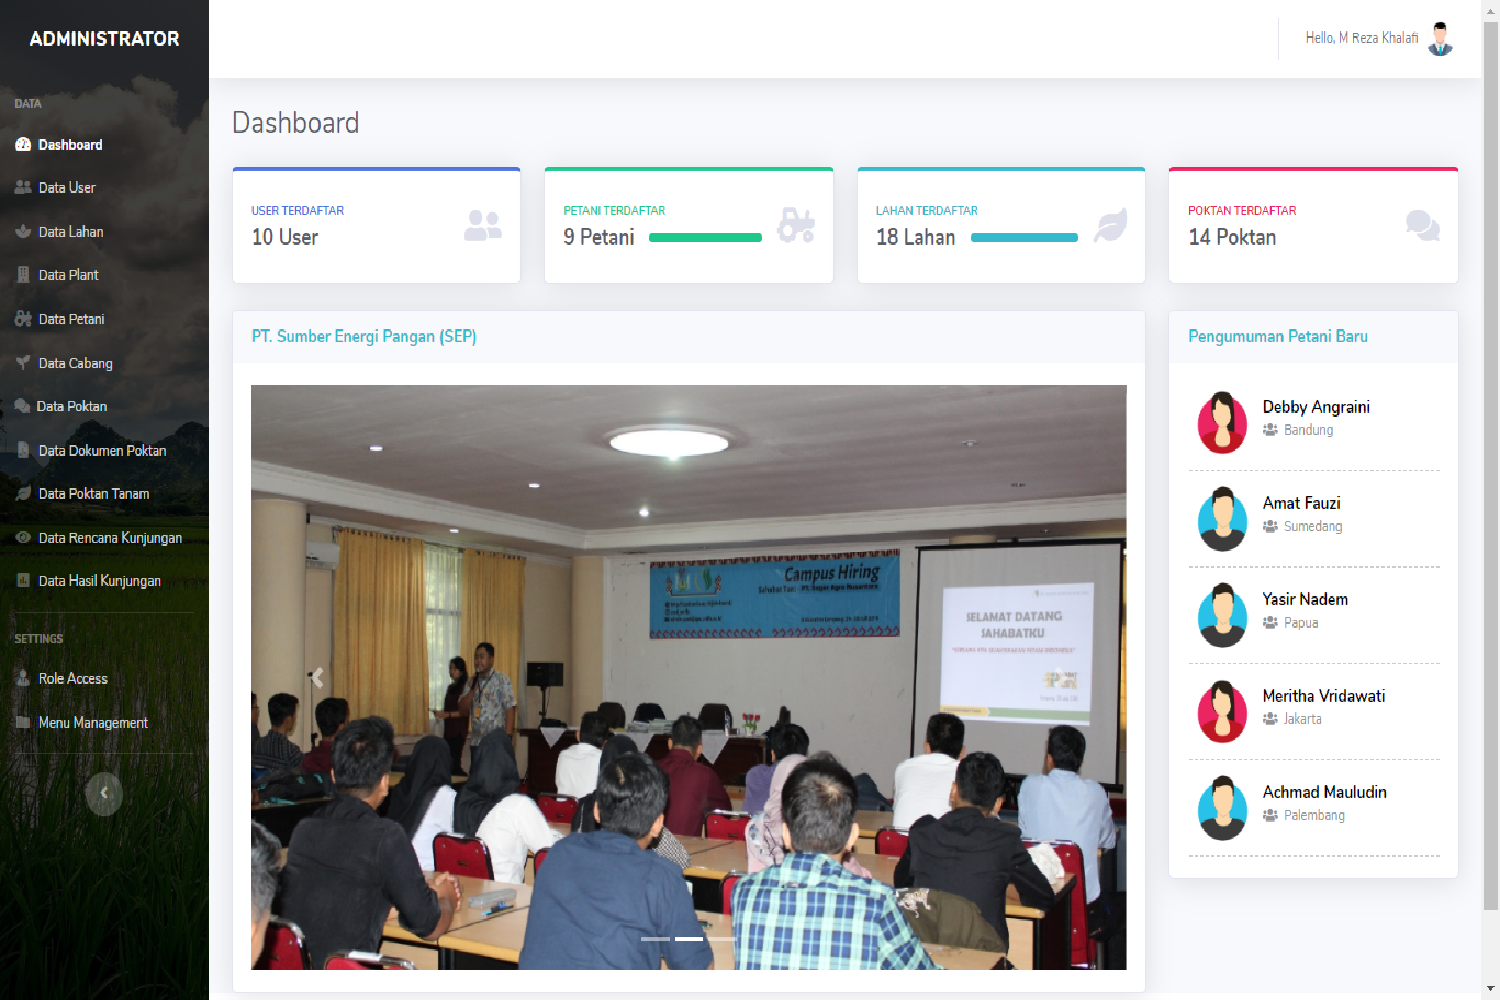 ADMINISTRATOR
Hello, M Reza Khalafi
DATA
Dashboard
Data User
Data Lahan
Data Plant
Data Petani
Data Cabang
Data Poktan
Data Dokumen Poktan
Data Poktan Tanam
Data Rencana Kunjungan
Data Hasil Kunjungan
SETTINGS
Role Access
Menu Management
Dashboard
USER TERDAFTAR
10 User
PETANI TERDAFTAR
9 Petani
LAHAN TERDAFTAR
18 Lahan
POKTAN TERDAFTAR
14 Poktan
PT. Sumber Energi Pangan (SEP)
Campus Hiring
SELAMAT DATANG
SAHABATKU
Pengumuman Petani Baru
Debby Angraini
Bandung
Amat Fauzi
Sumedang
Yasir Nadem
Papua
Meritha Vridawati
Jakarta
Achmad Mauludin
Palembang